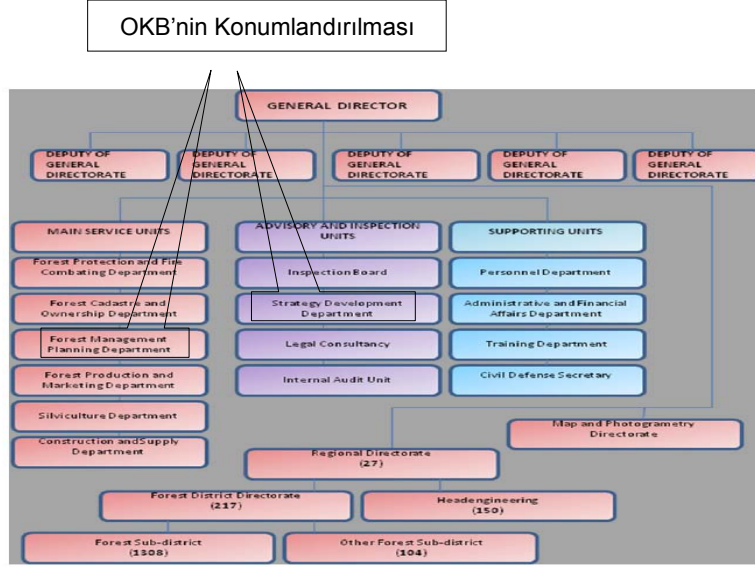 OKB’nin Konumlandırılması
GENERAL DIRECTOR
DEPUTY OF
GENERAL
DIRECTORATE
DEPUTY OF
GENERAL
DIRECTORATE
DEPUTY OF
GENERAL
DIRECTORATE
DEPUTY OF
GENERAL
DIRECTORATE
DEPUTY OF
GENERAL
DIRECTORATE
MAIN SERVICE UNITS
Forest Protection and Fire
Combating Department
Forest Cadastre and
Ownership Department
Forest Management
Planning Department
Forest Production and
Marketing Department
Silviculture Department
Construction and Supply
Department
ADVISORY AND INSPECTION
UNITS
Inspection Board
Strategy Development
Department
Legal Consultancy
Internal Audit Unit
SUPPORTING UNITS
Personnel Department
Administrative and Financial
Affairs Department
Training Department
Civil Defense Secretary
Map and Photogrametry
Directorate
Regional Directorate
(27)
Forest District Directorate
(217)
Headengineering
(150)
Forest Sub-district
(1308)
Other Forest Sub-district
(104)